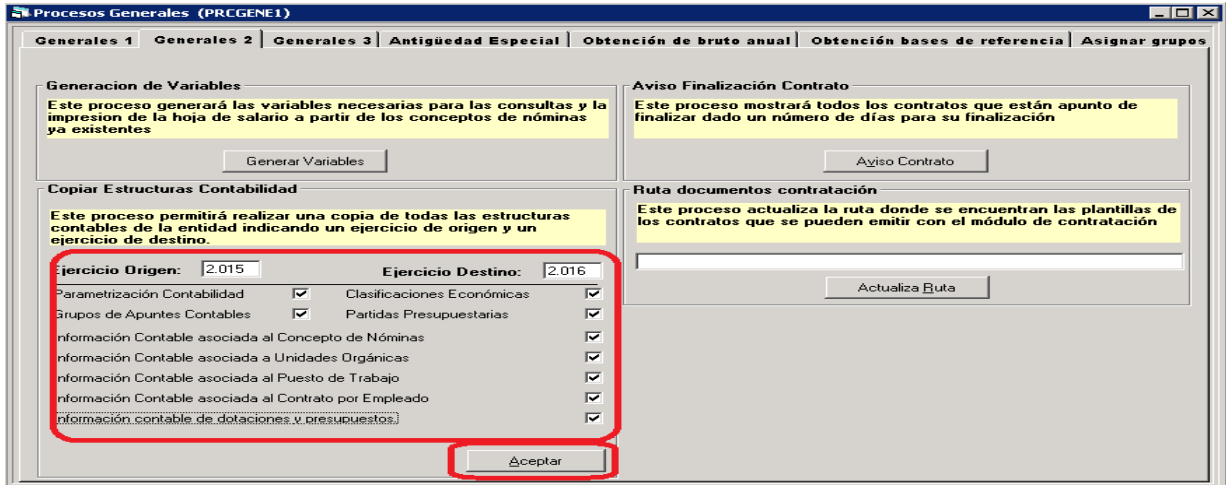 Procesos Generales (PRCGENE1)
Generales 1 Generales 2 Generales 3 Antigüedad Especial Obtención de bruto anual Obtención bases de referencia Asignar grupos
Generacion de Variables
Este proceso generará las variables necesarias para las consultas y la
impresion de la hoja de salario a partir de los conceptos de nóminas
ya existentes
Generar Variables
Aviso Finalización Contrato
Este proceso mostrará todos los contratos que están apunto de
finalizar dado un número de días para su finalización
Aviso Contrato
Copiar Estructuras Contabilidad
Este proceso permitirá realizar una copia de todas las estructuras
contables de la entidad indicando un ejercicio de origen y un
ejercicio de destino.
Ejercicio Origen: 2.015 Ejercicio Destino: 2.016
Parametrización Contabilidad Clasificaciones Económicas
Grupos de Apuntes Contables Partidas Presupuestarias
Información Contable asociada al Concepto de Nóminas
Información Contable asociada a Unidades Orgánicas
Información Contable asociada al Puesto de Trabajo
Información Contable asociada al Contrato por Empleado
Información contable de dotaciones y presupuestos.
Aceptar
Ruta documentos contratación
Este proceso actualiza la ruta donde se encuentran las plantillas de
los contratos que se pueden emitir con el módulo de contratación
Actualiza Ruta